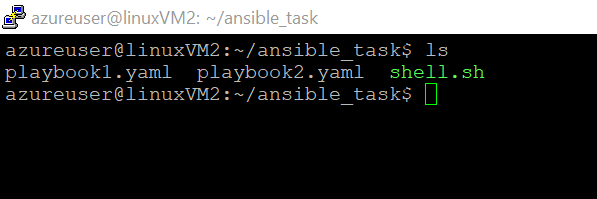 azureuser@linuxVM2: ~/ansible_task
azureuser@linuxVM2:~/ansible_task$ ls
playbook1.yaml  playbook2.yaml  shell.sh
azureuser@linuxVM2:~/ansible_task$